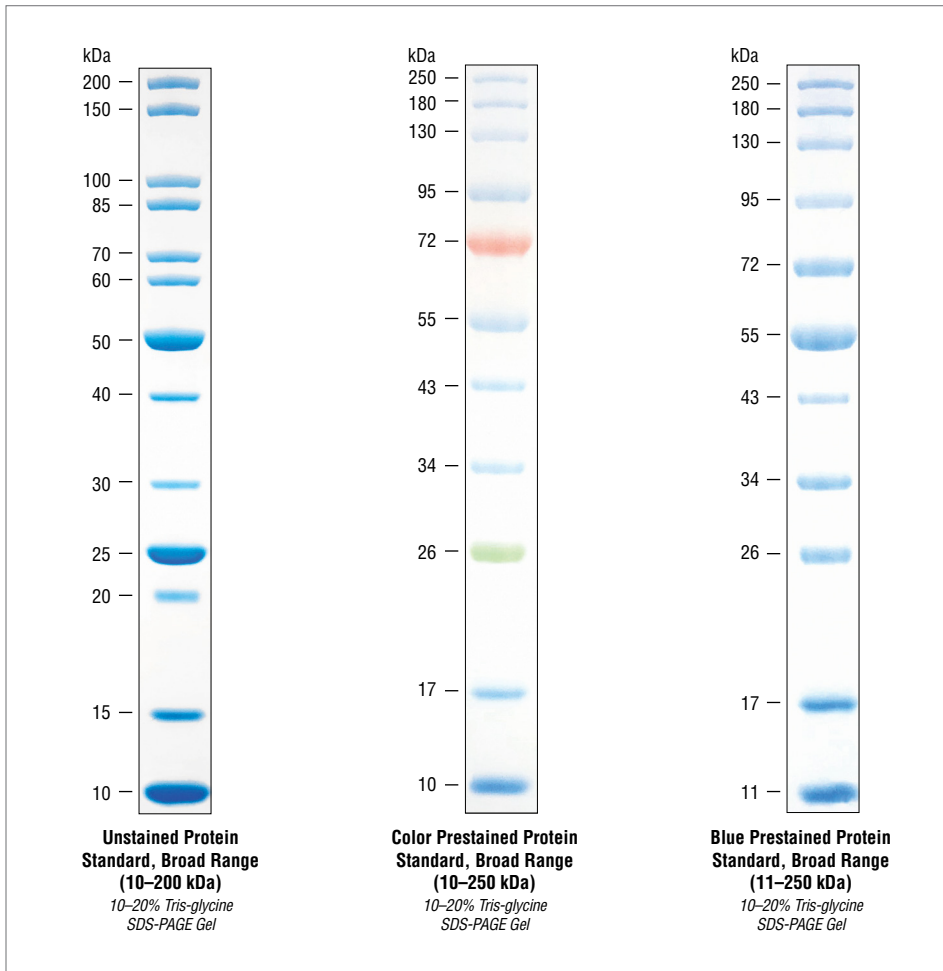 kDa
200
150
100
85
70
60
50
40
30
25
20
15
10
Unstained Protein
Standard, Broad Range
(10–200 kDa)
10–20% Tris-glycine
SDS-PAGE Gel
kDa
250
180
130
95
72
55
43
34
26
17
10
Color Prestained Protein
Standard, Broad Range
(10–250 kDa)
10–20% Tris-glycine
SDS-PAGE Gel
kDa
250
180
130
95
72
55
43
34
26
17
11
Blue Prestained Protein
Standard, Broad Range
(11–250 kDa)
10–20% Tris-glycine
SDS-PAGE Gel